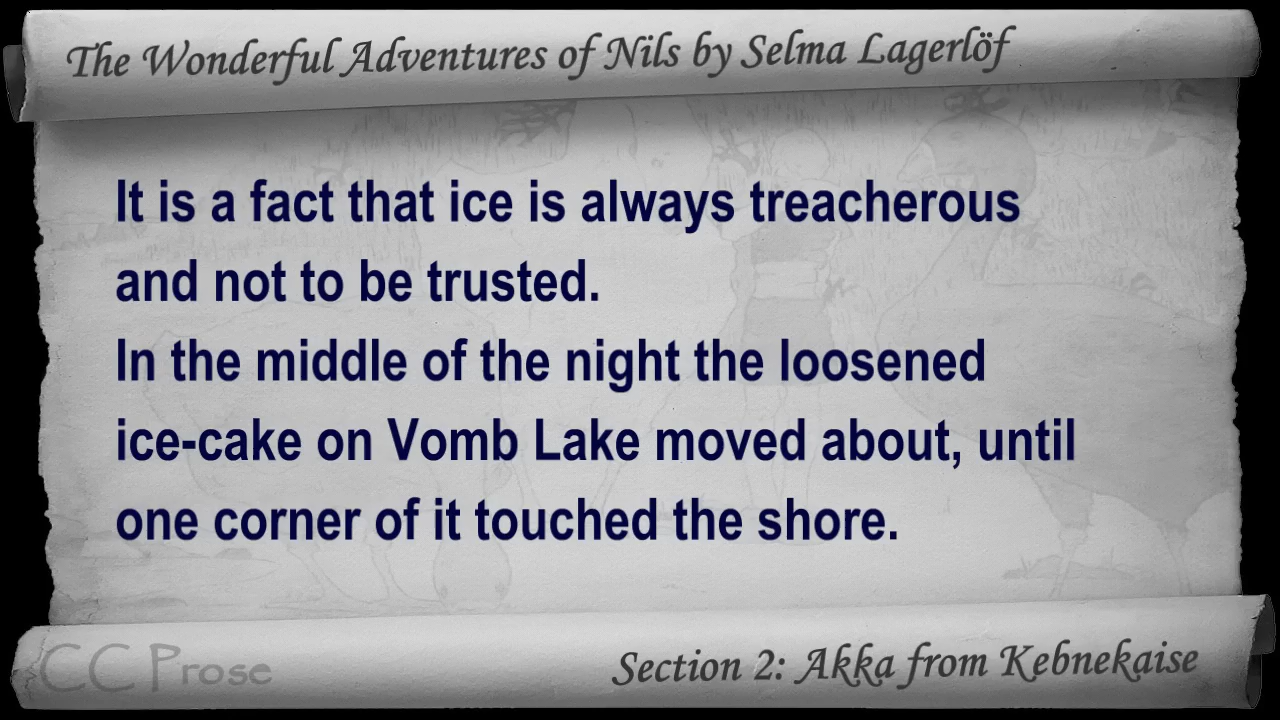 The Wonderful Adventures of Nils by Selma Lagerlöf
It is a fact that ice is always treacherous
and not to be trusted.
In the middle of the night the loosened
ice-cake on Vomb Lake moved about, until
one corner of it touched the shore.
CC Prose
Section 2: Akka from Kebnekaise